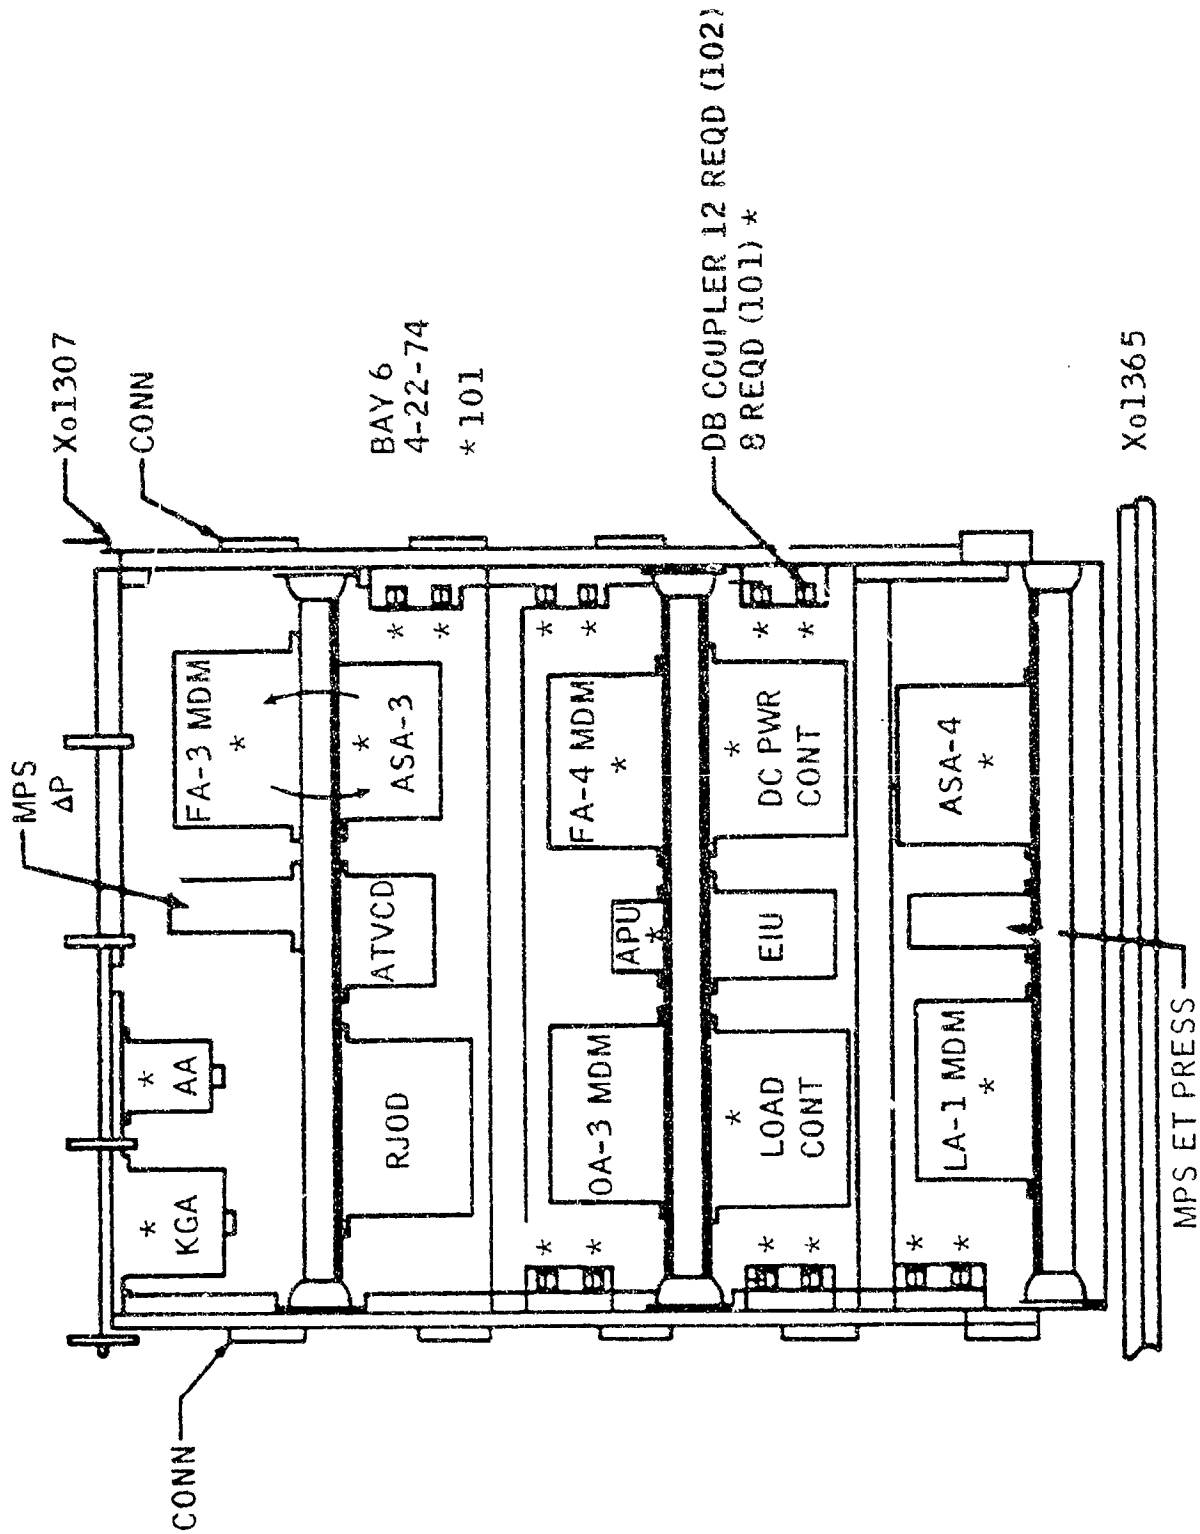 MPS
ΔP
Xo1307
CONN
CONN
*
KGA
*
AA
FA-3 MDM
*
RJOD
ATVCD
*
ASA-3
* *
BAY 6
4-22-74
*101
* *
* *
OA-3 MDM
APU
*
FA-4 MDM
*
*
LOAD
CONT
EIU
*
DC PWR
CONT
* *
* *
DB COUPLER 12 REQD (102)
8 REQD (101) *
* *
LA-1 MDM
*
ASA-4
*
Xo1365
MPS ET PRESS